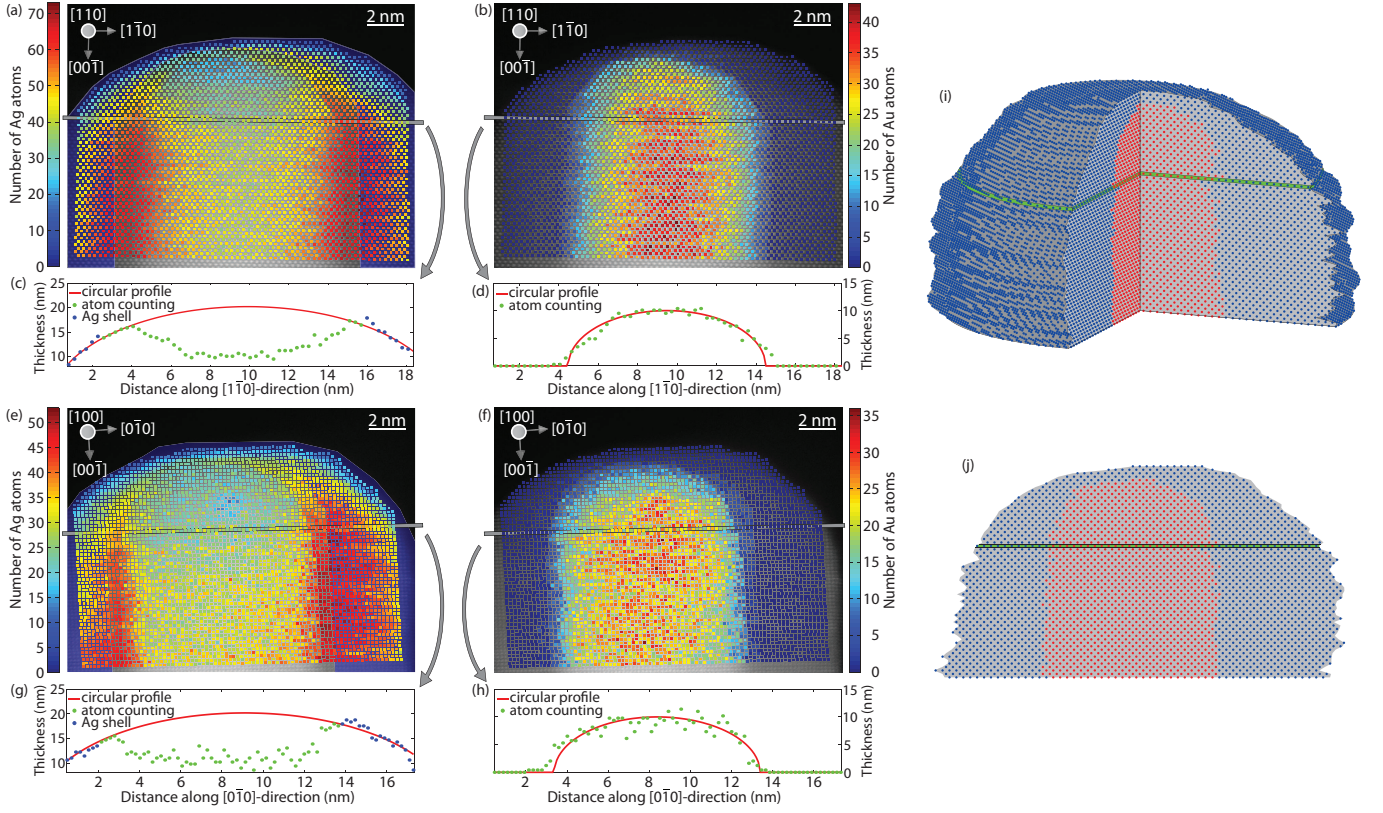 (a)
[110]
[11̄0]
[001̄]
2 nm
Number of Ag atoms
60
50
40
30
20
10
0
(b)
[110]
[11̄0]
[001̄]
2 nm
Number of Au atoms
40
35
30
25
20
15
10
5
0
(c)
circular profile
atom counting
Ag shell
Thickness (nm)
25
20
15
10
2 4 6 8 10 12 14 16 18
Distance along [11̄0]-direction (nm)
(d)
circular profile
atom counting
Thickness (nm)
15
10
5
0
2 4 6 8 10 12 14 16 18
Distance along [11̄0]-direction (nm)
(e)
[100]
[01̄0]
[001̄]
2 nm
Number of Ag atoms
50
45
40
35
30
25
20
15
10
5
0
(f)
[100]
[01̄0]
[001̄]
2 nm
Number of Au atoms
35
30
25
20
15
10
5
0
(g)
circular profile
atom counting
Ag shell
Thickness (nm)
25
20
15
10
2 4 6 8 10 12 14 16
Distance along [01̄0]-direction (nm)
(h)
circular profile
atom counting
Thickness (nm)
15
10
5
0
2 4 6 8 10 12 14 16
Distance along [01̄0]-direction (nm)
(i)
(j)